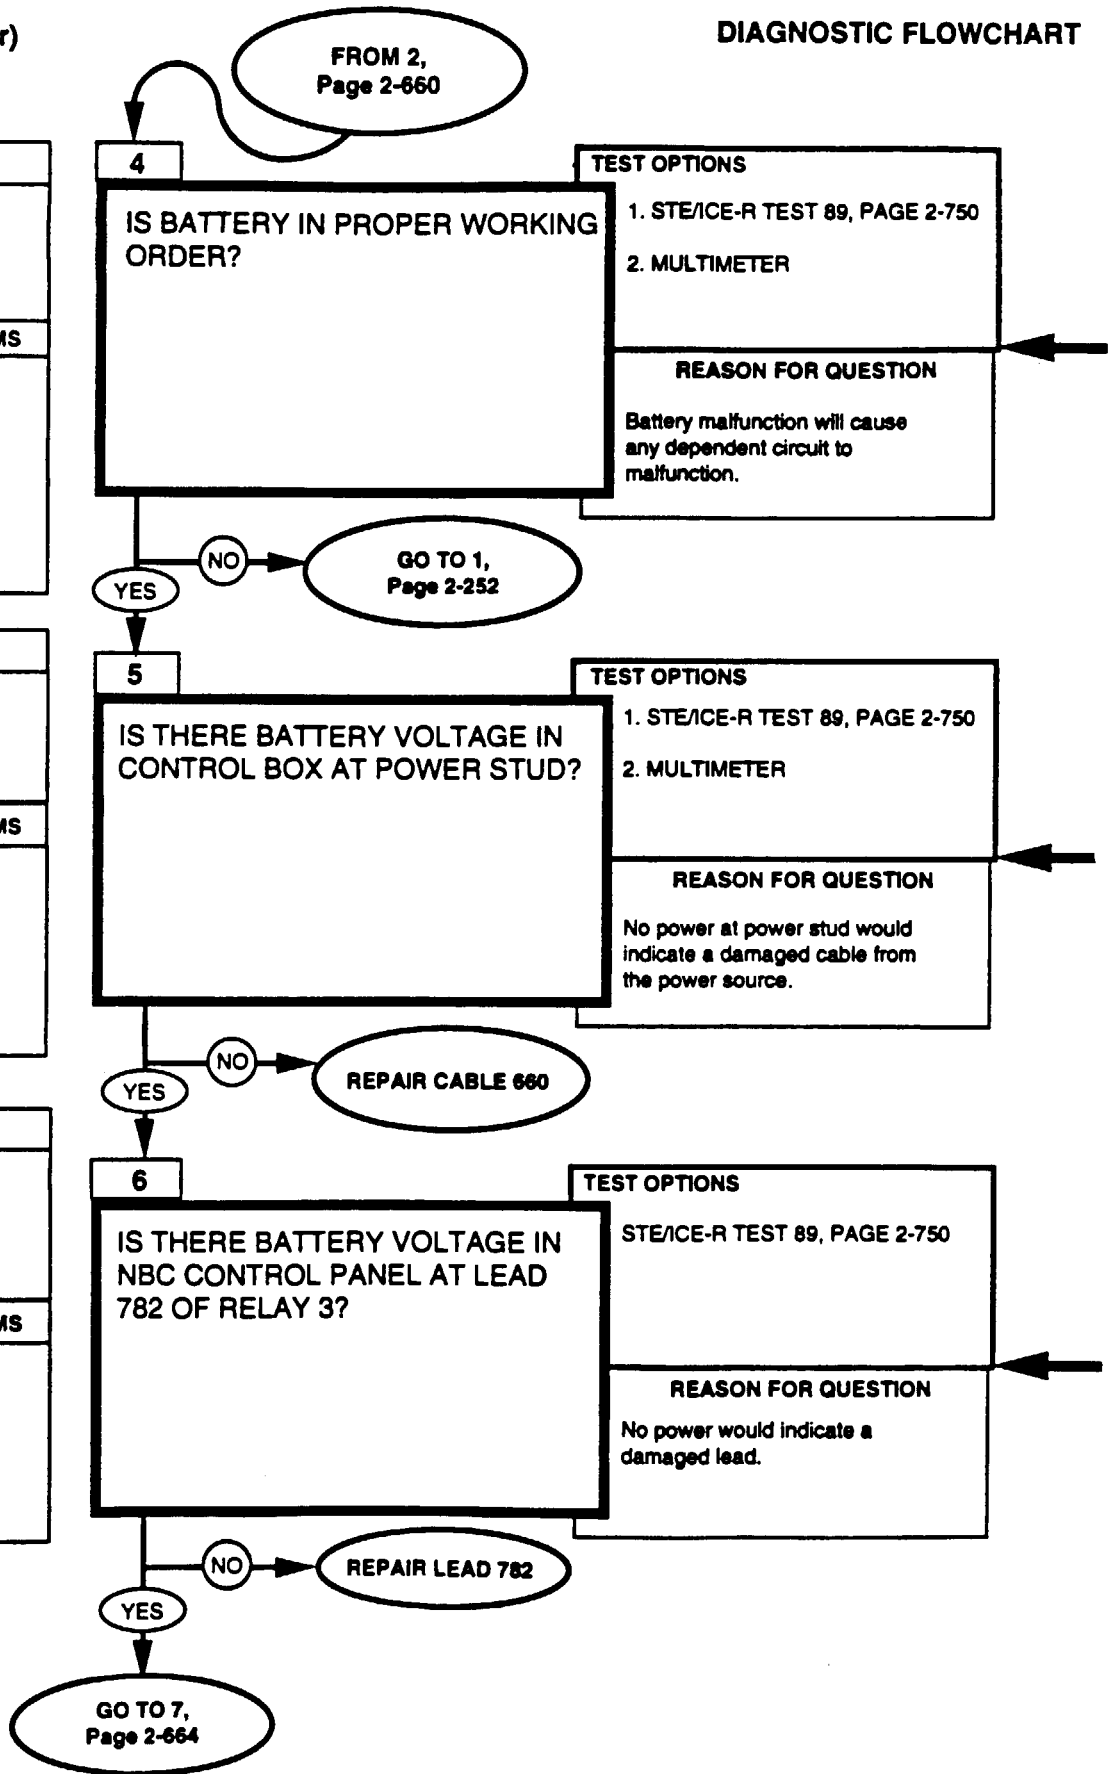 r)
DIAGNOSTIC FLOWCHART
FROM 2,
Page 2-660
4
IS BATTERY IN PROPER WORKING
ORDER?
TEST OPTIONS
1. STE/ICE-R TEST 89, PAGE 2-750
2. MULTIMETER
MS
REASON FOR QUESTION
Battery malfunction will cause
any dependent circuit to
malfunction.
NO
GO TO 1,
Page 2-252
YES
5
IS THERE BATTERY VOLTAGE IN
CONTROL BOX AT POWER STUD?
TEST OPTIONS
1. STE/ICE-R TEST 89, PAGE 2-750
2. MULTIMETER
MS
REASON FOR QUESTION
No power at power stud would
indicate a damaged cable from
the power source.
NO
REPAIR CABLE 660
YES
6
IS THERE BATTERY VOLTAGE IN
NBC CONTROL PANEL AT LEAD
782 OF RELAY 3?
TEST OPTIONS
STE/ICE-R TEST 89, PAGE 2-750
MS
REASON FOR QUESTION
No power would indicate a
damaged lead.
NO
REPAIR LEAD 782
YES
GO TO 7,
Page 2-664